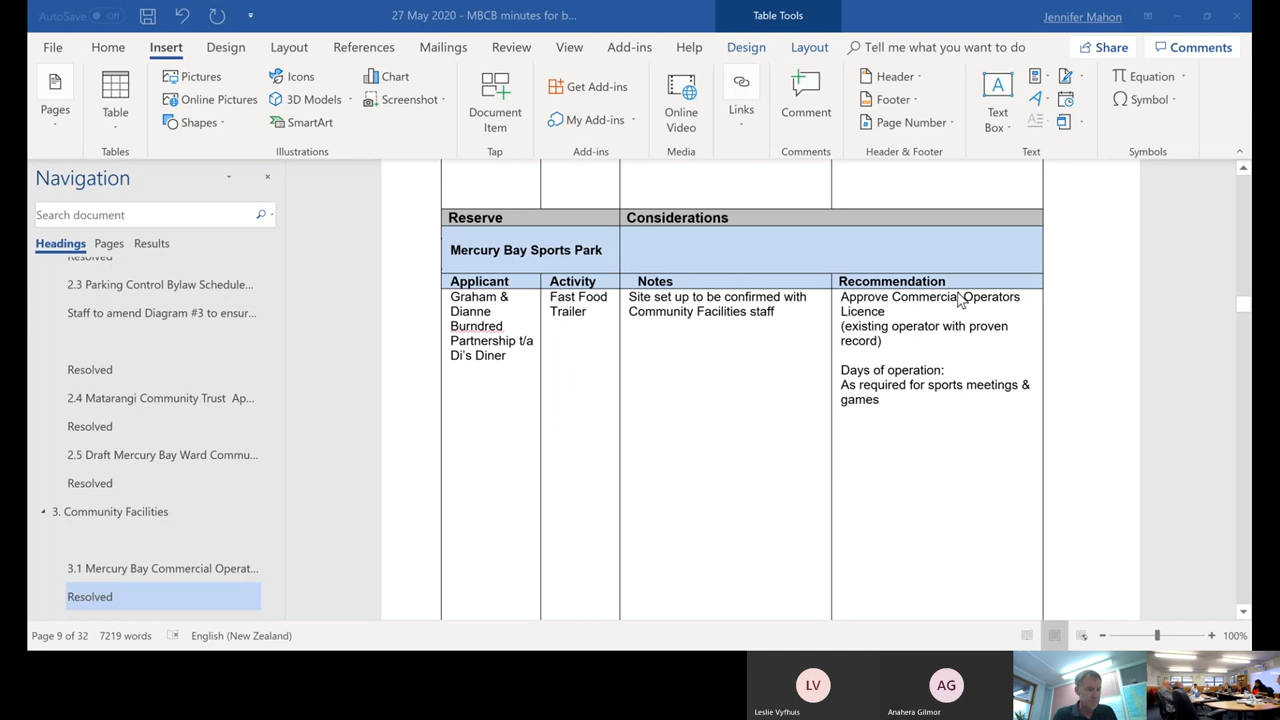 AutoSave Off
27 May 2020 - MBCB minutes for b...
Table Tools
Jennifer Mahon
File Home Insert Design Layout References Mailings Review View Add-ins Help Design Layout Tell me what you want to do Share Comments
Pages
Table
Tables
Pictures
Online Pictures
Shapes
Icons
3D Models
SmartArt
Chart
Screenshot
Illustrations
Document
Item
Tap
Get Add-ins
My Add-ins
Add-ins
Online
Video
Media
Links
Comment
Comments
Header
Footer
Page Number
Header & Footer
Text
Box
Text
Equation
Symbol
Symbols
Navigation
Search document
Headings Pages Results
Resolved
2.3 Parking Control Bylaw Schedule...
Staff to amend Diagram #3 to ensur...
Resolved
2.4 Matarangi Community Trust Ap...
Resolved
2.5 Draft Mercury Bay Ward Commu...
Resolved
3. Community Facilities
3.1 Mercury Bay Commercial Operat...
Resolved
Reserve Considerations
Mercury Bay Sports Park
Applicant Activity Notes Recommendation
Graham &
Dianne
Burndred
Partnership t/a
Di's Diner
Fast Food
Trailer
Site set up to be confirmed with
Community Facilities staff
Approve Commercial Operators
Licence
(existing operator with proven
record)
Days of operation:
As required for sports meetings &
games
Page 9 of 32 7219 words English (New Zealand) 100%
LV
Leslie Vyfhuis
AG
Anahera Gilmor